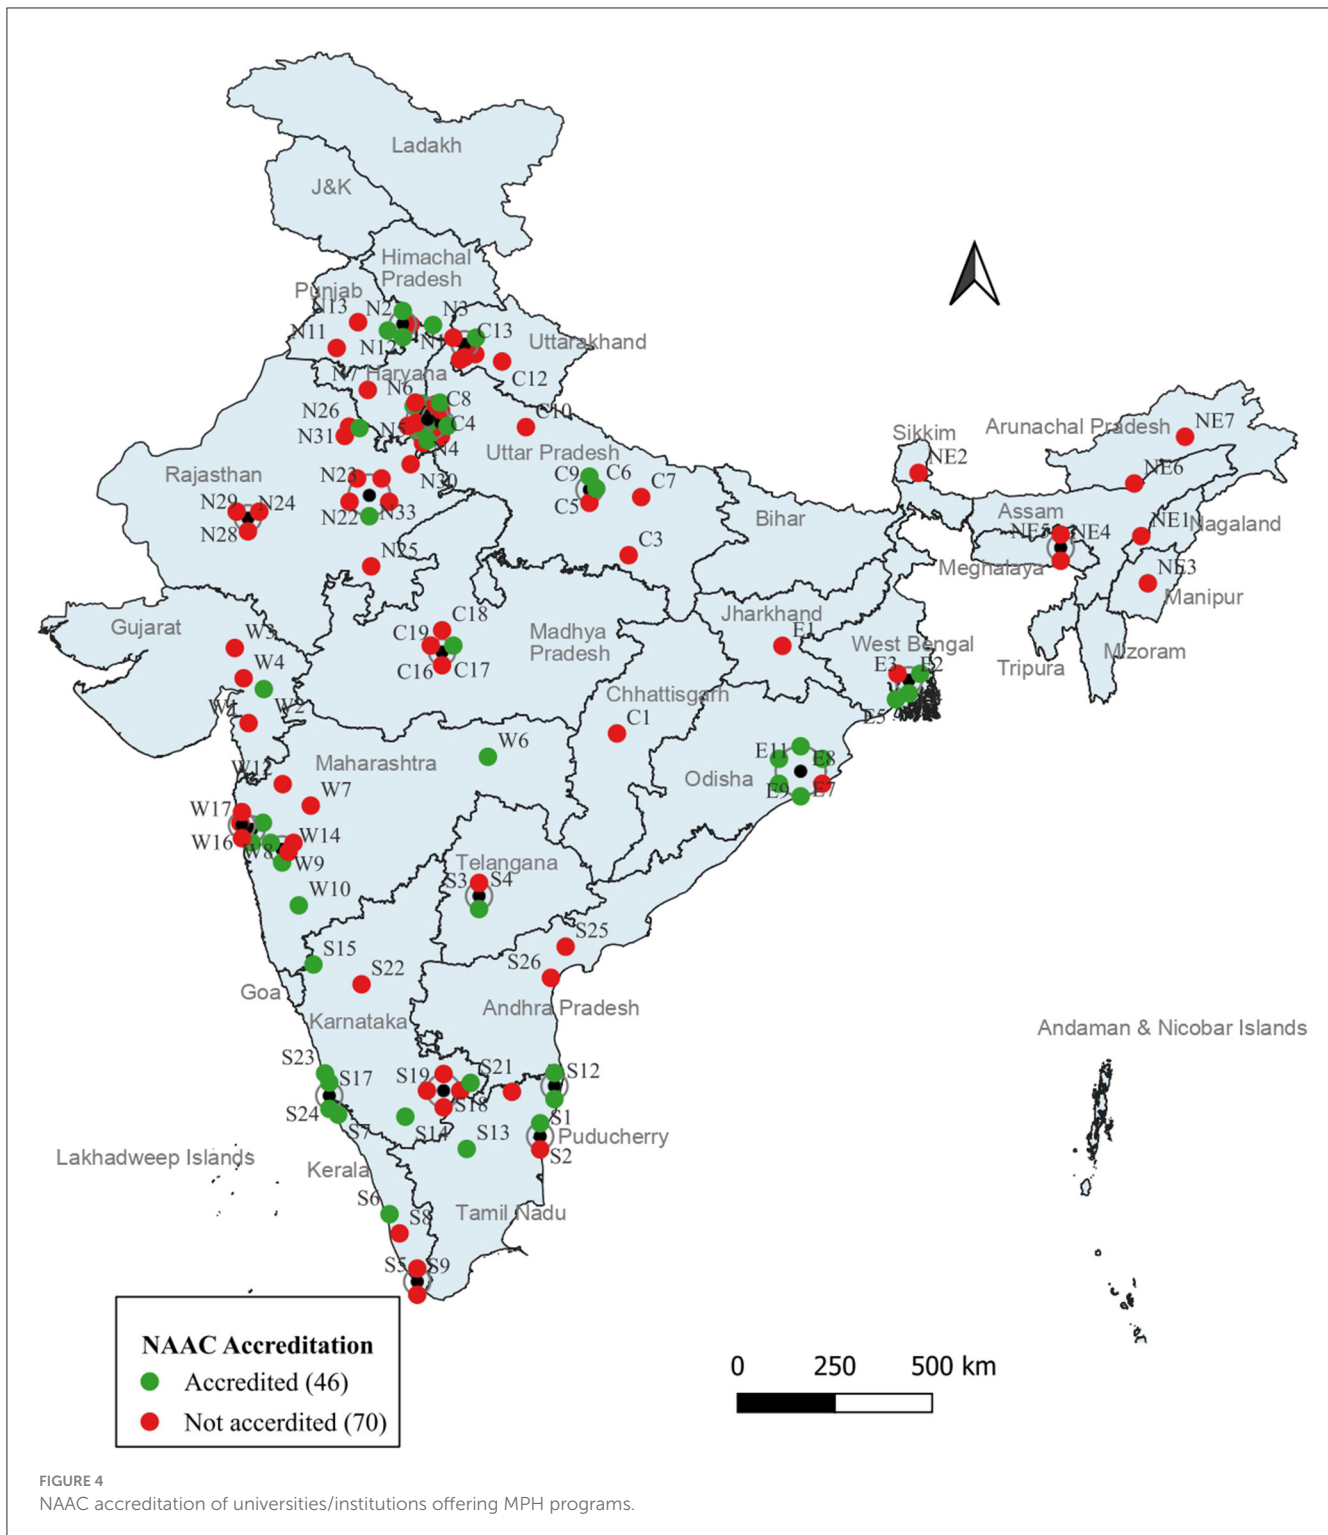 Ladakh
J&K
Himachal
Pradesh
Punjab
N13
N2
N3
N11
N12
N1
C13
Uttarakhand
C12
N7
Haryana
N6
C8
N26
N31
N5
C4
N4
C10
Uttar Pradesh
Sikkim
NE2
Arunachal Pradesh
NE7
Rajasthan
N23
N30
C9
C6
C7
NE6
N29
N24
N22
N33
C5
N28
Bihar
Assam
NE5
NE4
NE1
Nagaland
N25
C3
Meghalaya
NE3
Manipur
Gujarat
W3
C18
C19
Madhya
Pradesh
Jharkhand
E1
West Bengal
Mizoram
Tripura
W4
C16
C17
E3
E2
Chhattisgarh
W1
W2
E5
C1
W6
Maharashtra
W12
W7
E11
E8
Odisha
E9
E7
W17
W16
W8
W14
W9
Telangana
S3
S4
W10
S15
S25
S22
S26
Goa
Karnataka
Andhra Pradesh
Andaman & Nicobar Islands
S23
S17
S19
S21
S12
S24
S7
S18
S14
S1
S13
Puducherry
S2
Lakhadweep Islands
Kerala
S6
S8
Tamil Nadu
S5
S9
NAAC Accreditation
Accredited (46)
Not accerdited (70)
0 250 500 km
FIGURE 4
NAAC accreditation of universities/institutions offering MPH programs.